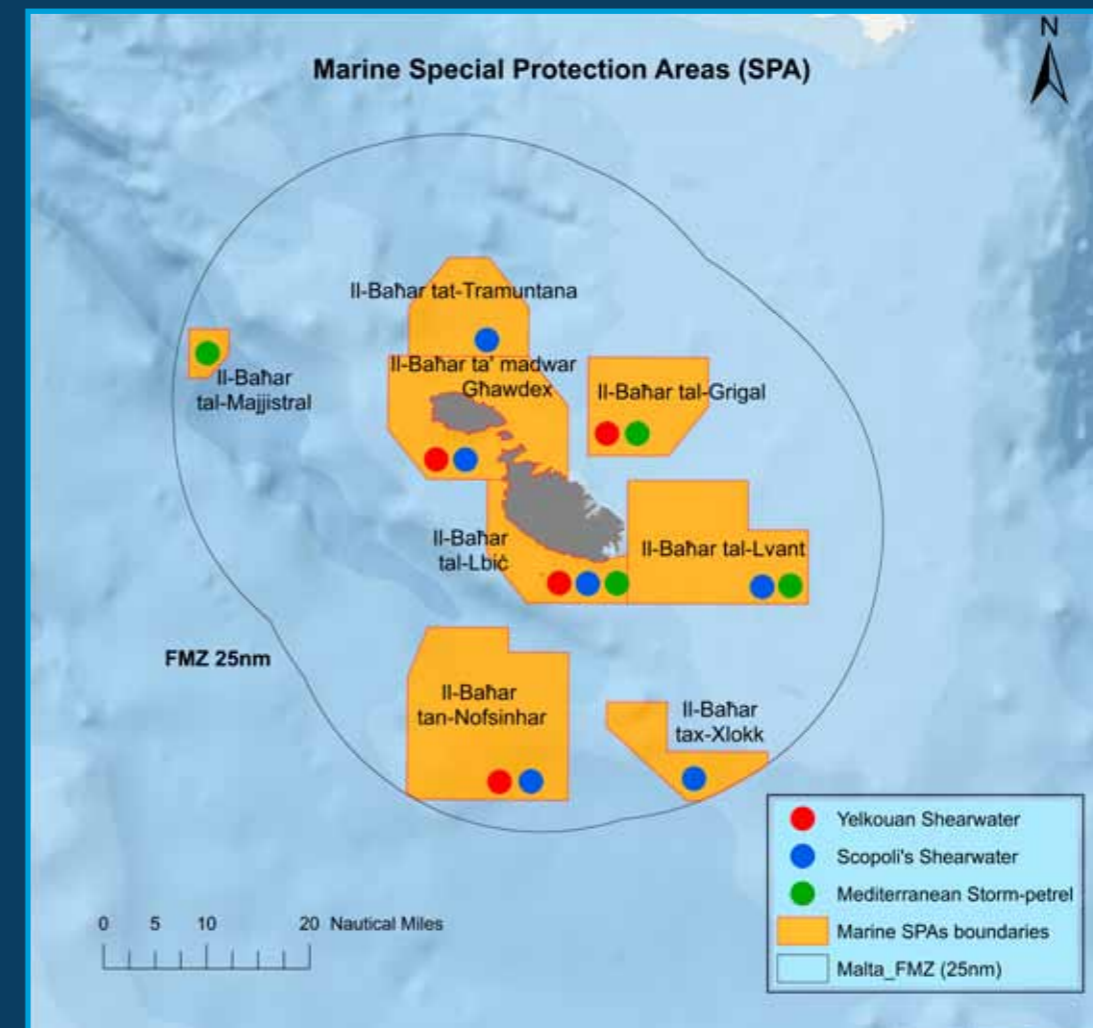 N
Marine Special Protection Areas (SPA)
Il-Baħar tat-Tramuntana
Il-Baħar ta' madwar
Għawdex
Il-Baħar
tal-Majjistral
Il-Baħar tal-Grigal
Il-Baħar
tal-Lbiċ
Il-Baħar tal-Lvant
FMZ 25nm
Il-Baħar
tan-Nofsinhar
Il-Baħar
tax-Xlokk
Yelkouan Shearwater
Scopoli's Shearwater
Mediterranean Storm-petrel
Marine SPAs boundaries
Malta_FMZ (25nm)
0 5 10 20 Nautical Miles